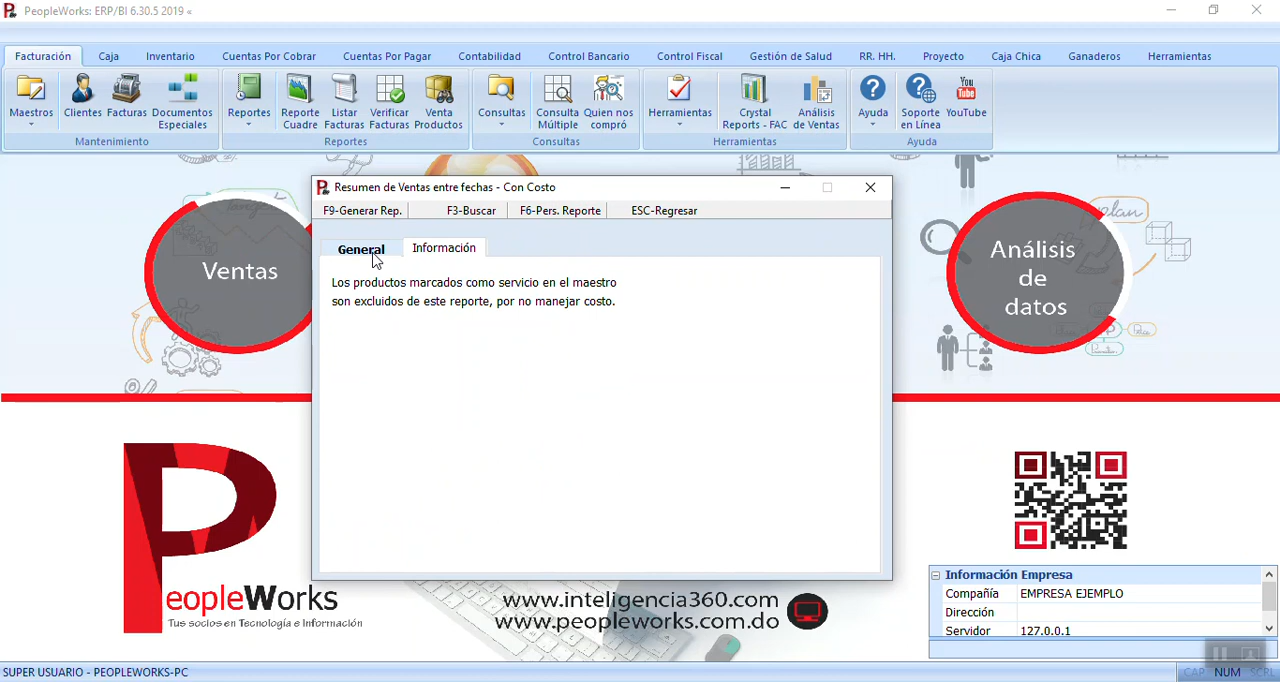 PeopleWorks: ERP/BI 6.30.5 2019 «
Facturación Caja Inventario Cuentas Por Cobrar Cuentas Por Pagar Contabilidad Control Bancario Control Fiscal Gestión de Salud RR. HH. Proyecto Caja Chica Ganaderos Herramientas
Maestros Clientes Facturas Documentos Especiales Reportes Reporte Cuadre Listar Facturas Verificar Facturas Venta Productos Consultas Consulta Múltiple Quien nos compró Herramientas Crystal Reports - FAC Análisis de Ventas Ayuda Soporte en Línea YouTube
Mantenimiento Reportes Consultas Herramientas Ayuda
Resumen de Ventas entre fechas - Con Costo
F9-Generar Rep. F3-Buscar F6-Pers. Reporte ESC-Regresar
General Información
Los productos marcados como servicio en el maestro
son excluidos de este reporte, por no manejar costo.
Ventas
Análisis
de
datos
plan
PeopleWorks
Tus socios en Tecnología e Información
www.inteligencia360.com
www.peopleworks.com.do
Información Empresa
Compañía EMPRESA EJEMPLO
Dirección
Servidor 127.0.0.1
SUPER USUARIO - PEOPLEWORKS-PC
CAP NUM SCRL